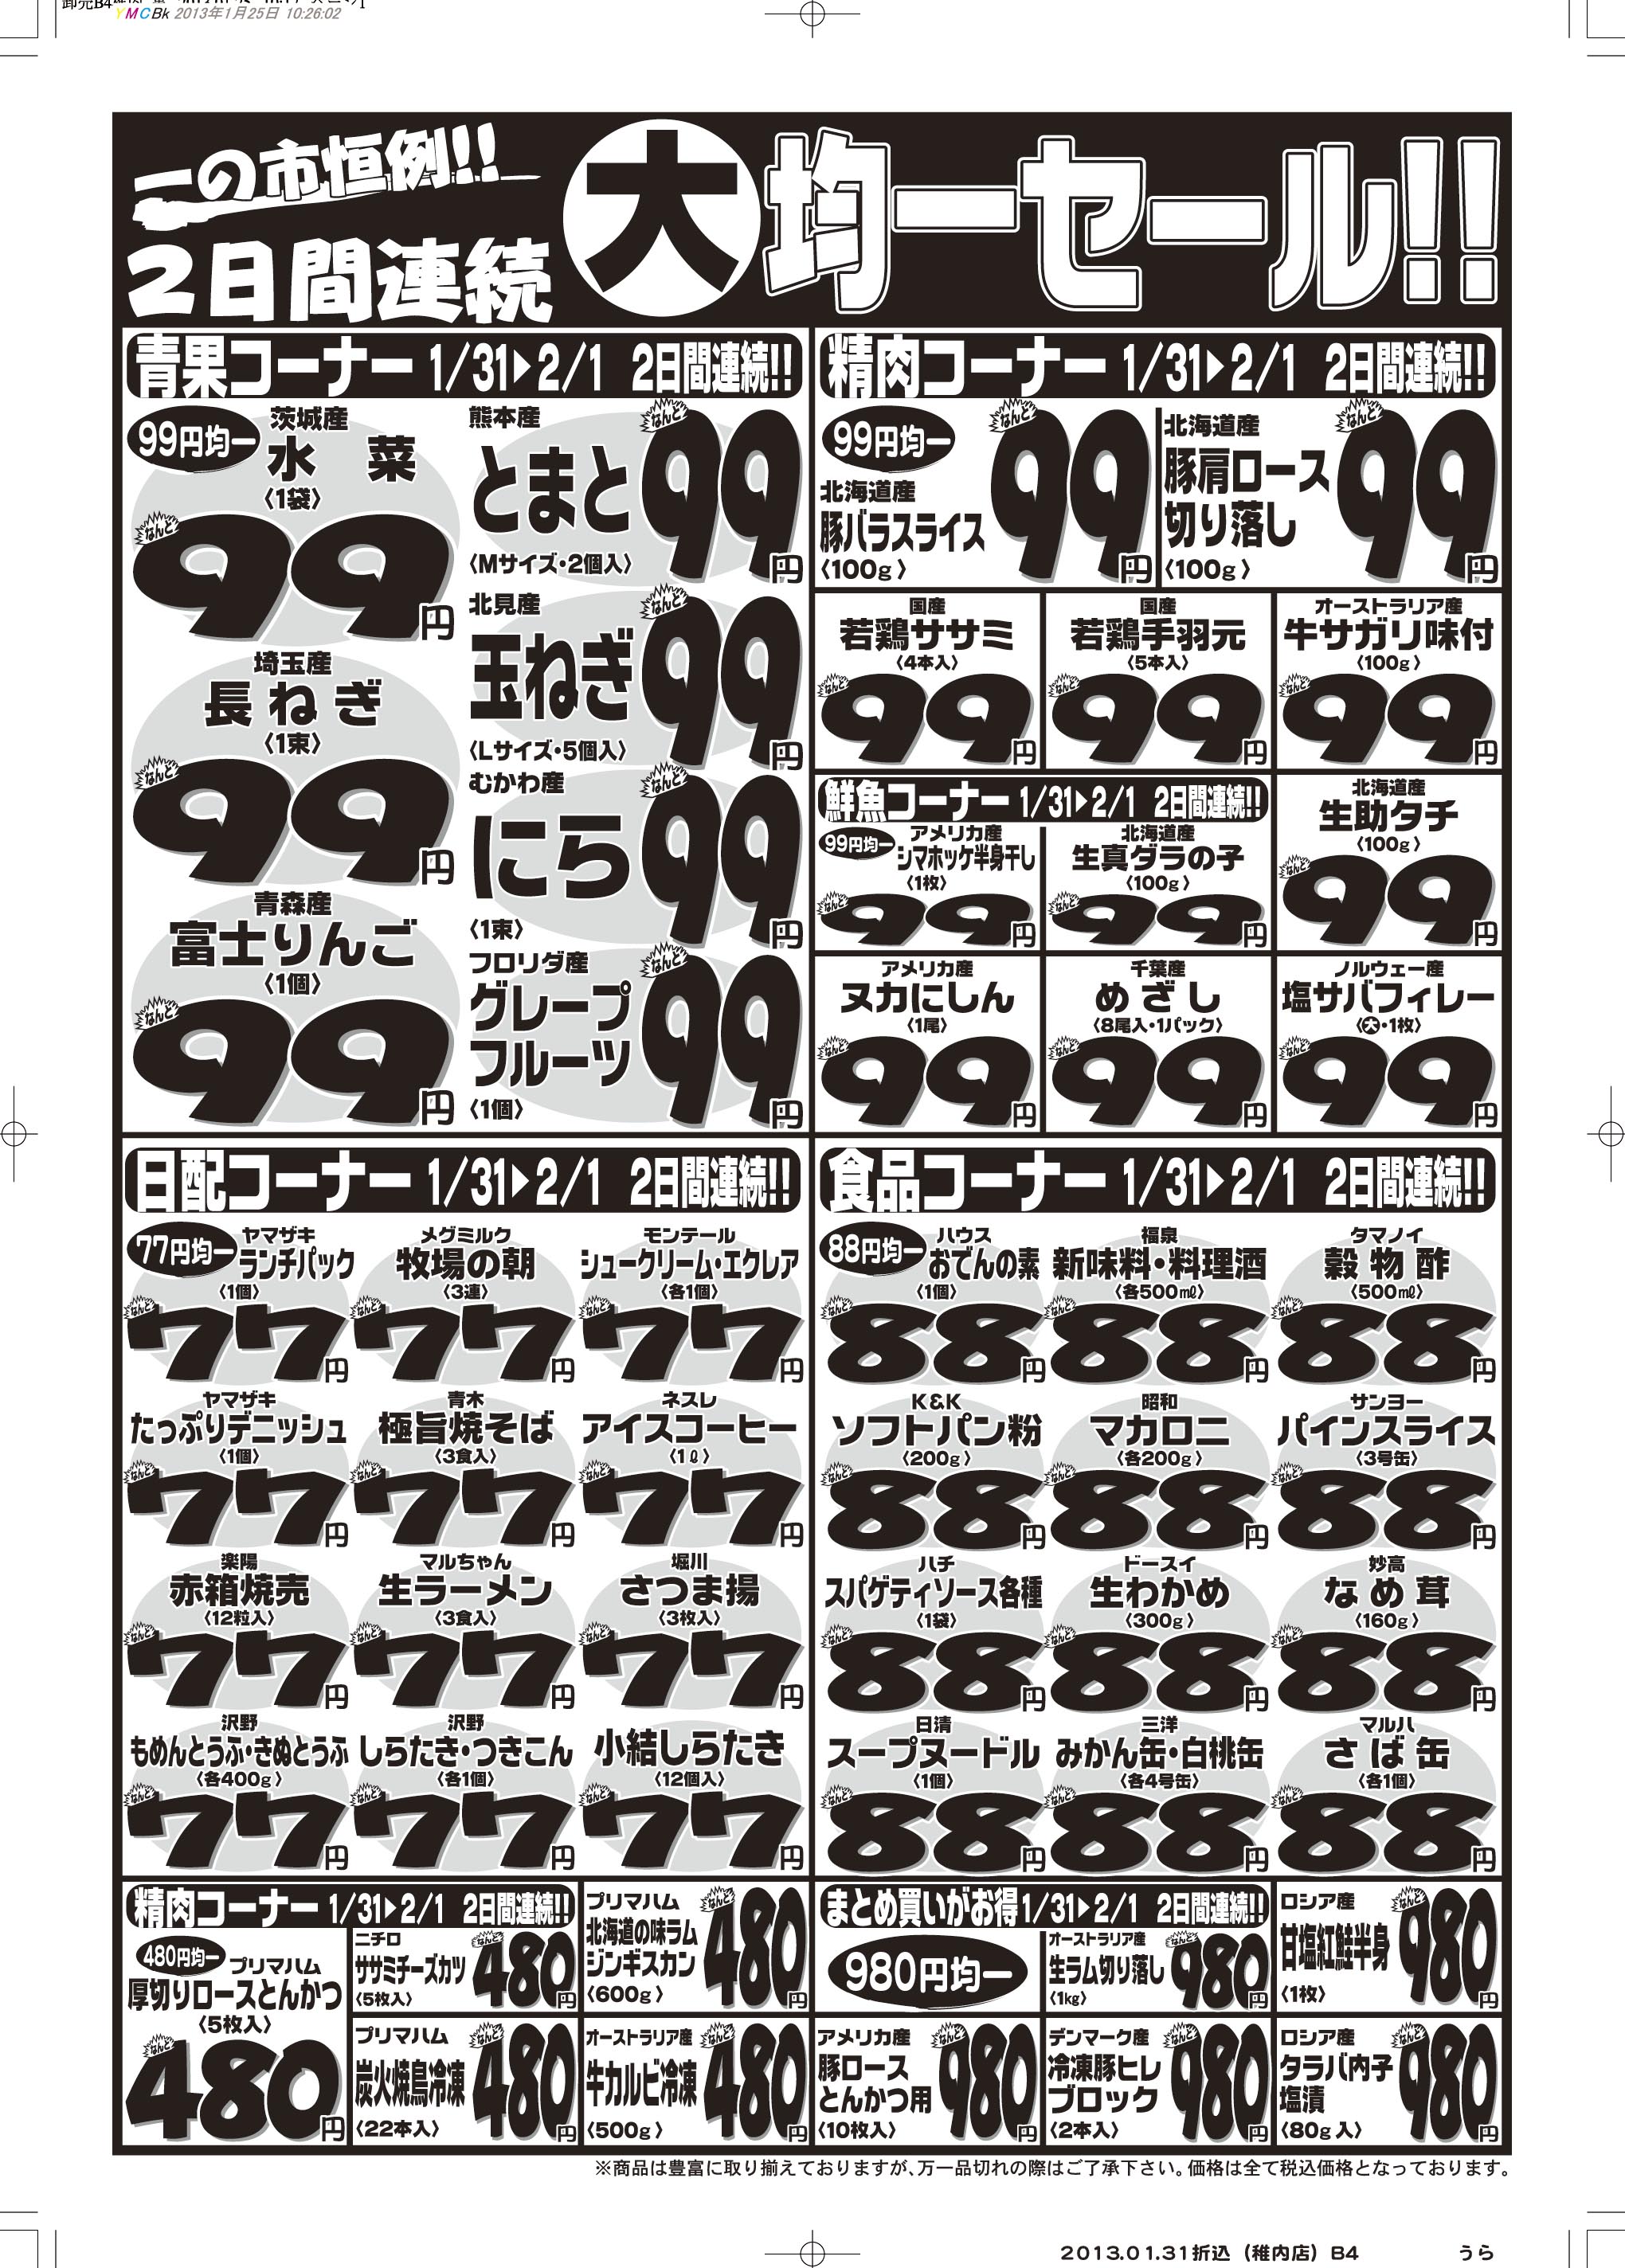 YMCBk 2013年1月25日 10:26:02
一の市恒例!!
2日間連続
大均一セール!!
青果コーナー 1/31▶2/1 2日間連続!!
99円均一
茨城産
水 菜
〈1袋〉
なんと
99円
埼玉産
長ねぎ
〈1束〉
なんと
99円
青森産
富士りんご
〈1個〉
なんと
99円
熊本産
とまと
〈Mサイズ・2個入〉
なんと
99円
北見産
玉ねぎ
〈Lサイズ・5個入〉
なんと
99円
むかわ産
にら
〈1束〉
なんと
99円
フロリダ産
グレープ
フルーツ
〈1個〉
なんと
99円
精肉コーナー 1/31▶2/1 2日間連続!!
99円均一
北海道産
豚バラスライス
〈100g〉
なんと
99円
北海道産
豚肩ロース
切り落し
〈100g〉
なんと
99円
国産
若鶏ササミ
〈4本入〉
なんと
99円
国産
若鶏手羽元
〈5本入〉
なんと
99円
オーストラリア産
牛サガリ味付
〈100g〉
なんと
99円
鮮魚コーナー 1/31▶2/1 2日間連続!!
99円均一
アメリカ産
シマホッケ半身干し
〈1枚〉
なんと
99円
北海道産
生真ダラの子
〈100g〉
なんと
99円
北海道産
生助タチ
〈100g〉
なんと
99円
アメリカ産
ヌカにしん
〈1尾〉
なんと
99円
千葉産
めざし
〈8尾入・1パック〉
なんと
99円
ノルウェー産
塩サバフィレー
〈大・1枚〉
なんと
99円
日配コーナー 1/31▶2/1 2日間連続!!
77円均一
ヤマザキ
ランチパック
〈1個〉
なんと
77円
メグミルク
牧場の朝
〈3連〉
なんと
77円
モンテール
シュークリーム・エクレア
〈各1個〉
なんと
77円
ヤマザキ
たっぷりデニッシュ
〈1個〉
なんと
77円
青木
極旨焼そば
〈3食入〉
なんと
77円
ネスレ
アイスコーヒー
〈1ℓ〉
なんと
77円
楽陽
赤箱焼売
〈12粒入〉
なんと
77円
マルちゃん
生ラーメン
〈3食入〉
なんと
77円
堀川
さつま揚
〈3枚入〉
なんと
77円
沢野
もめんとうふ・きぬとうふ
〈各400g〉
なんと
77円
沢野
しらたき・つきこん
〈各1個〉
なんと
77円
小結しらたき
〈12個入〉
なんと
77円
食品コーナー 1/31▶2/1 2日間連続!!
88円均一
ハウス
おでんの素
〈1個〉
なんと
88円
福泉
新味料・料理酒
〈各500㎖〉
なんと
88円
タマノイ
穀物酢
〈500㎖〉
なんと
88円
K&K
ソフトパン粉
〈200g〉
なんと
88円
昭和
マカロニ
〈各200g〉
なんと
88円
サンヨー
パインスライス
〈3号缶〉
なんと
88円
ハチ
スパゲティソース各種
〈1袋〉
なんと
88円
ドースイ
生わかめ
〈300g〉
なんと
88円
妙高
なめ茸
〈160g〉
なんと
88円
日清
スープヌードル
〈1個〉
なんと
88円
三洋
みかん缶・白桃缶
〈各4号缶〉
なんと
88円
マルハ
さば缶
〈各1個〉
なんと
88円
精肉コーナー 1/31▶2/1 2日間連続!!
480円均一
プリマハム
厚切りロースとんかつ
〈5枚入〉
なんと
480円
ニチロ
ササミチーズカツ
〈5枚入〉
なんと
480円
プリマハム
北海道の味ラム
ジンギスカン
〈600g〉
なんと
480円
プリマハム
炭火焼鳥冷凍
〈22本入〉
なんと
480円
オーストラリア産
牛カルビ冷凍
〈500g〉
なんと
480円
まとめ買いがお得 1/31▶2/1 2日間連続!!
980円均一
オーストラリア産
生ラム切り落し
〈1㎏〉
なんと
980円
ロシア産
甘塩紅鮭半身
〈1枚〉
なんと
980円
アメリカ産
豚ロース
とんかつ用
〈10枚入〉
なんと
980円
デンマーク産
冷凍豚ヒレ
ブロック
〈2本入〉
なんと
980円
ロシア産
タラバ内子
塩漬
〈80g入〉
なんと
980円
※商品は豊富に取り揃えておりますが、万一品切れの際はご了承下さい。価格は全て税込価格となっております。
2013.01.31折込（稚内店）B4 うら